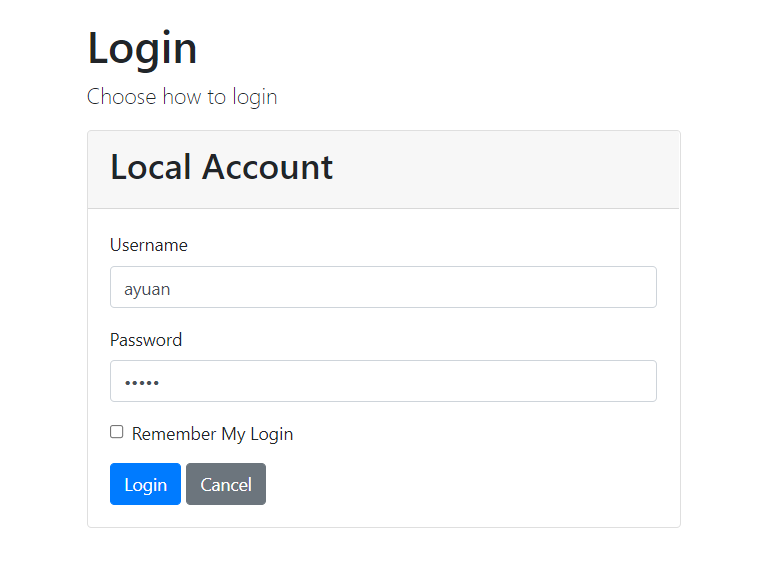 Login
Choose how to login
Local Account
Username
ayuan
Password
•••••
Remember My Login
Login Cancel